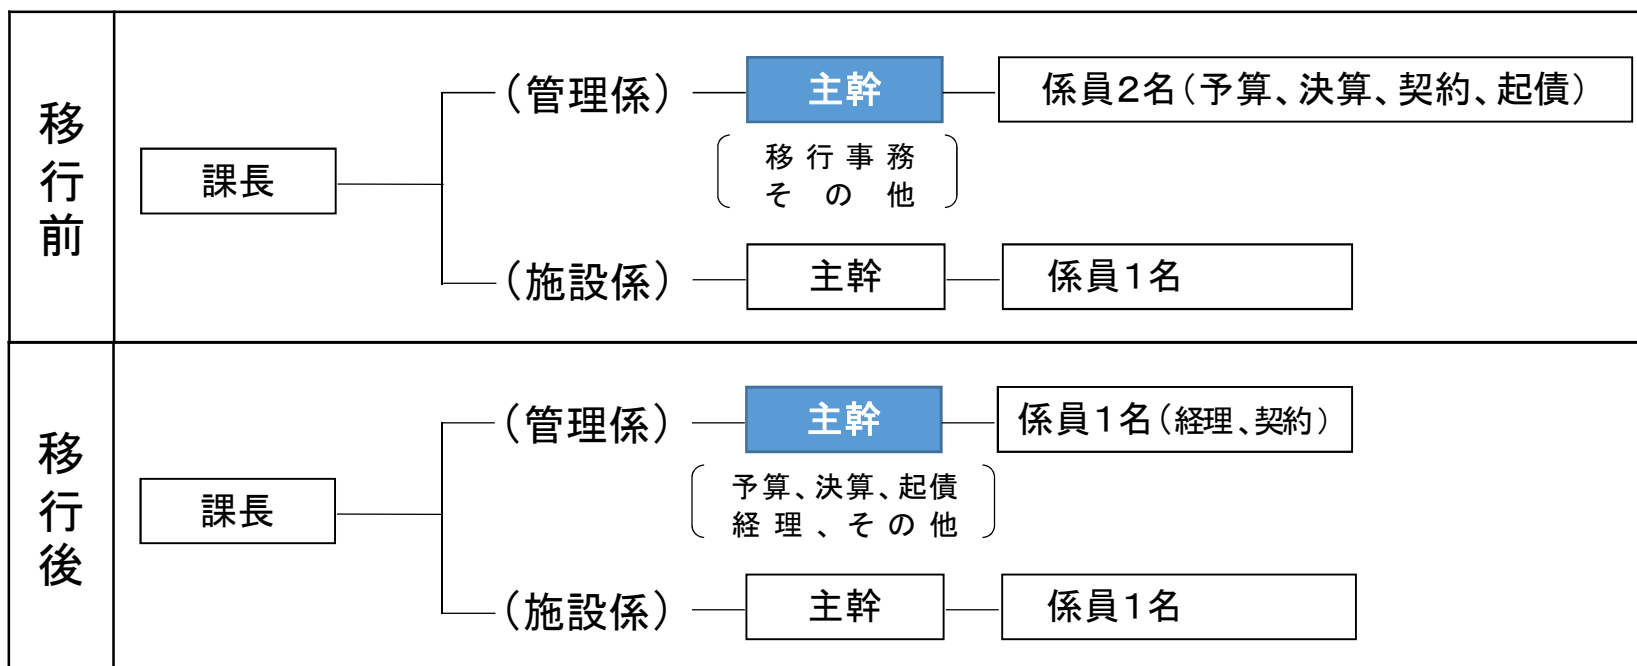 移行前
(管理係)
主幹
係員2名(予算、決算、契約、起債)
移行事務
その他
課長
(施設係)
主幹
係員1名
移行後
(管理係)
主幹
係員1名(経理、契約)
予算、決算、起債
経理、その他
課長
(施設係)
主幹
係員1名